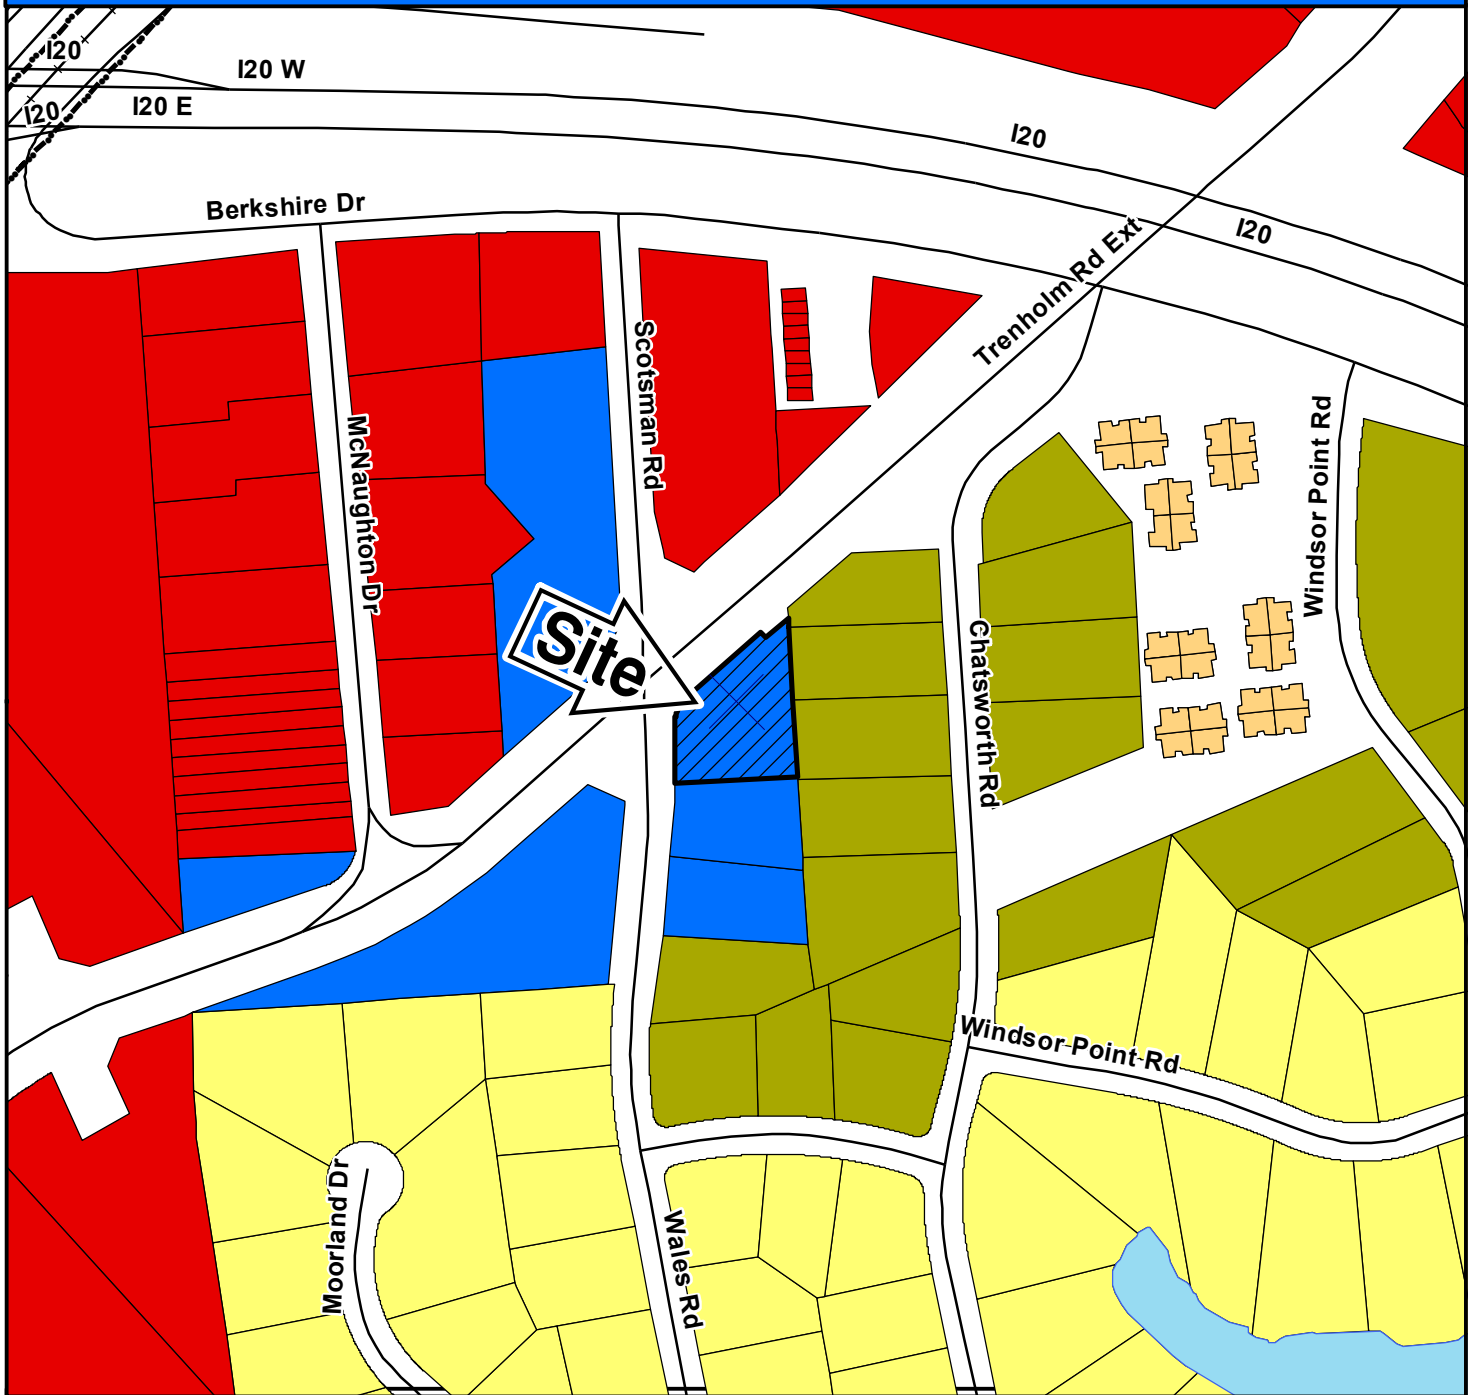 I20
I20 W
I20
I20 E
I20
I20
Berkshire Dr
Trenholm Rd Ext
Scotsman Rd
McNaughton Dr
Windsor Point Rd
Site
Chatsworth Rd
Windsor Point Rd
Moorland Dr
Wales Rd